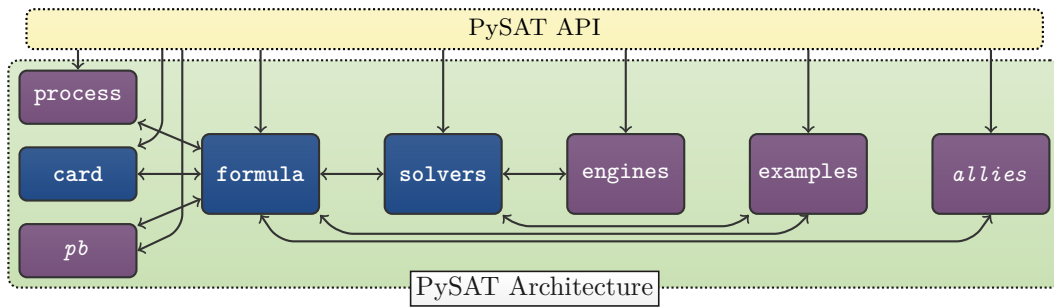 PySAT API
process
card
pb
formula
solvers
engines
examples
allies
PySAT Architecture